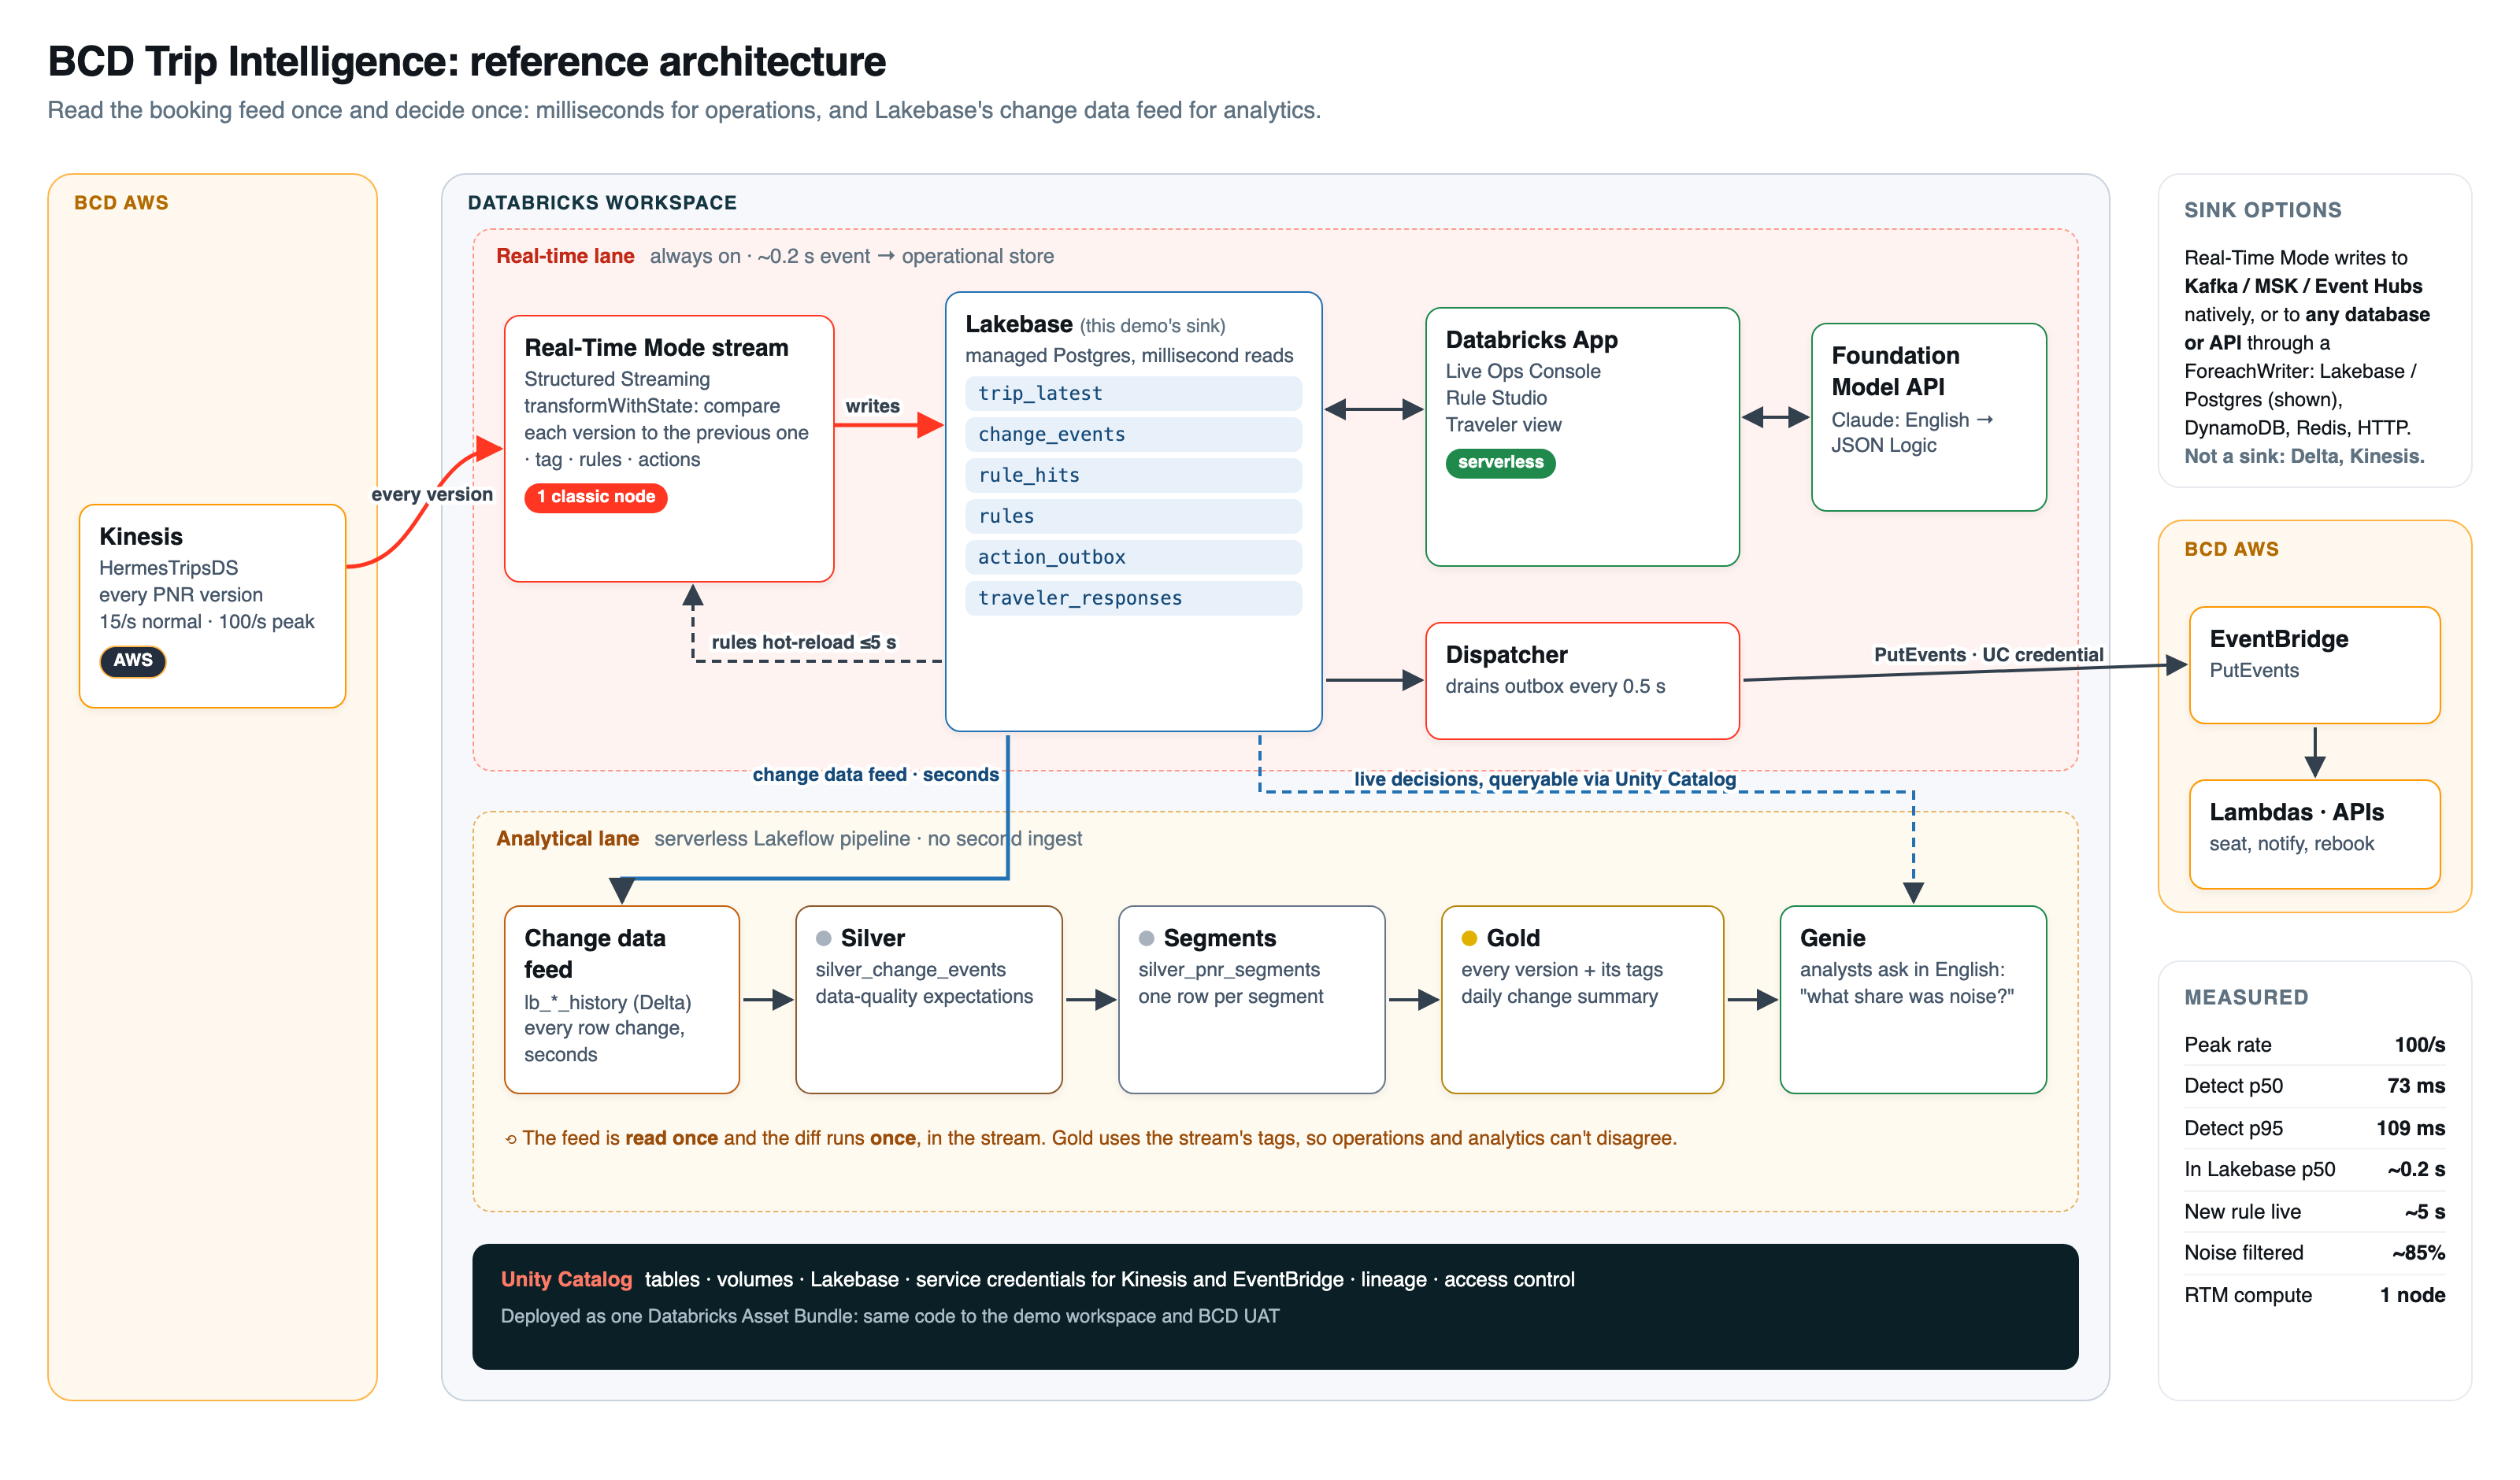 BCD Trip Intelligence: reference architecture
Read the booking feed once and decide once: milliseconds for operations, and Lakebase's change data feed for analytics.
BCD AWS
Kinesis
HermesTripsDS
every PNR version
15/s normal · 100/s peak
AWS
every version
DATABRICKS WORKSPACE
Real-time lane always on · ~0.2 s event → operational store
Real-Time Mode stream
Structured Streaming
transformWithState: compare
each version to the previous one
· tag · rules · actions
1 classic node
writes
rules hot-reload ≤5 s
Lakebase (this demo's sink)
managed Postgres, millisecond reads
trip_latest
change_events
rule_hits
rules
action_outbox
traveler_responses
Databricks App
Live Ops Console
Rule Studio
Traveler view
serverless
Foundation
Model API
Claude: English →
JSON Logic
Dispatcher
drains outbox every 0.5 s
PutEvents · UC credential
change data feed · seconds
live decisions, queryable via Unity Catalog
Analytical lane serverless Lakeflow pipeline · no second ingest
Change data
feed
lb_*_history (Delta)
every row change,
seconds
Silver
silver_change_events
data-quality expectations
Segments
silver_pnr_segments
one row per segment
Gold
every version + its tags
daily change summary
Genie
analysts ask in English:
"what share was noise?"
⟲ The feed is read once and the diff runs once, in the stream. Gold uses the stream's tags, so operations and analytics can't disagree.
Unity Catalog tables · volumes · Lakebase · service credentials for Kinesis and EventBridge · lineage · access control
Deployed as one Databricks Asset Bundle: same code to the demo workspace and BCD UAT
SINK OPTIONS
Real-Time Mode writes to
Kafka / MSK / Event Hubs
natively, or to any database
or API through a
ForeachWriter: Lakebase /
Postgres (shown),
DynamoDB, Redis, HTTP.
Not a sink: Delta, Kinesis.
BCD AWS
EventBridge
PutEvents
Lambdas · APIs
seat, notify, rebook
MEASURED
Peak rate 100/s
Detect p50 73 ms
Detect p95 109 ms
In Lakebase p50 ~0.2 s
New rule live ~5 s
Noise filtered ~85%
RTM compute 1 node